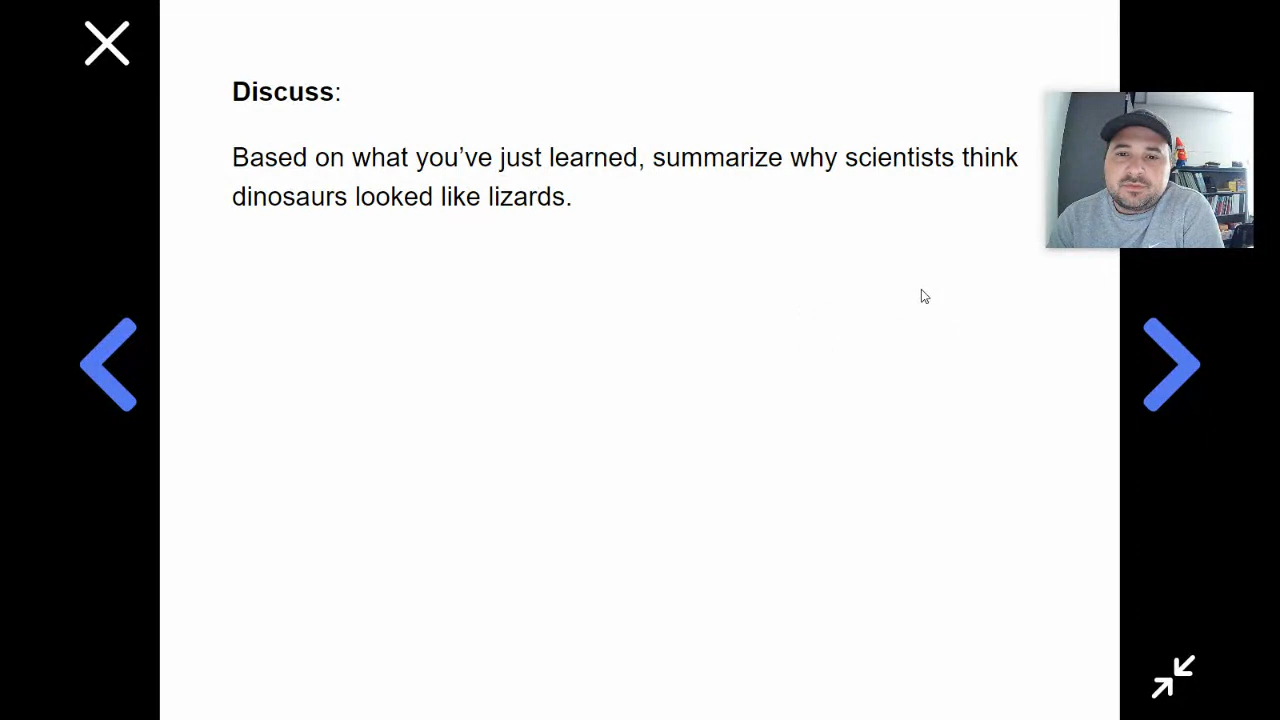 Discuss:
Based on what you’ve just learned, summarize why scientists think
dinosaurs looked like lizards.